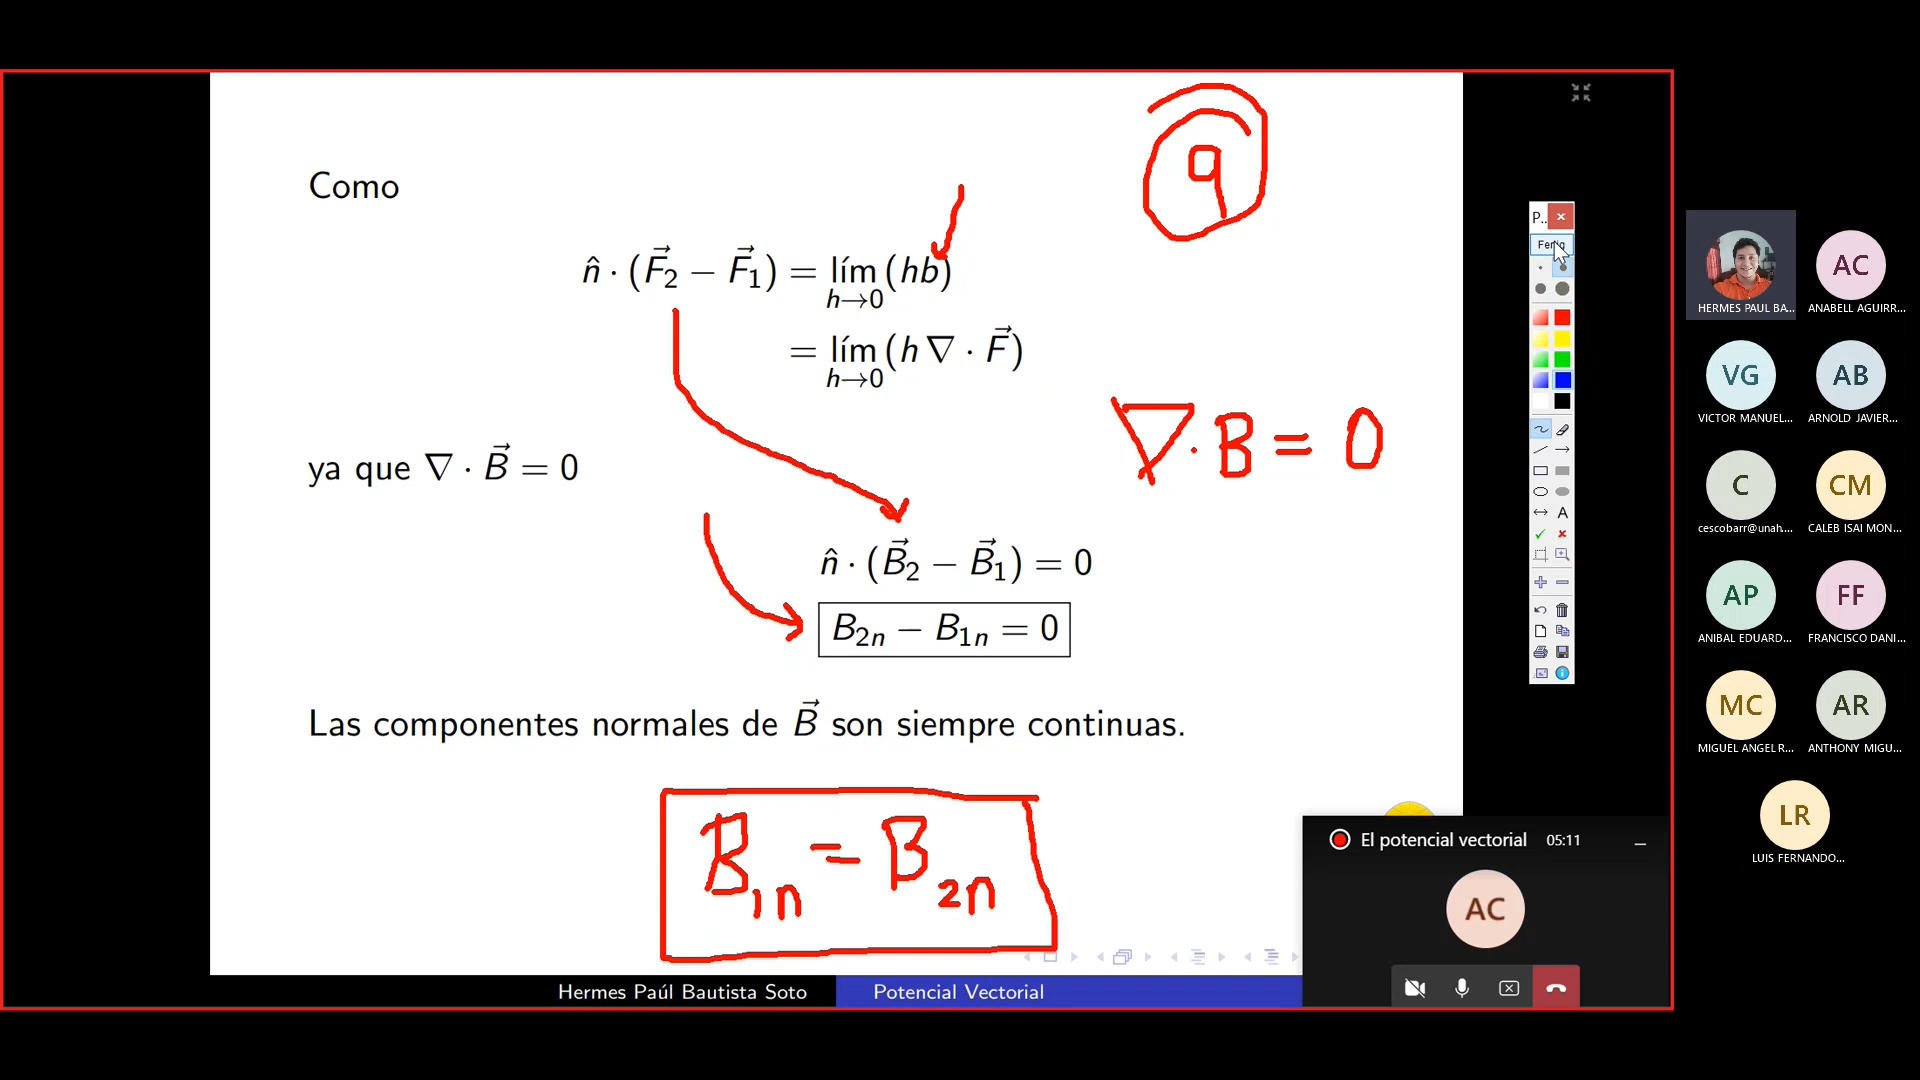 Como
q
n̂ · (F⃗₂ − F⃗₁) = lím (hb)
h→0
= lím (h ∇ · F⃗)
h→0
∇·B = 0
ya que ∇ · B⃗ = 0
n̂ · (B⃗₂ − B⃗₁) = 0
B₂ₙ − B₁ₙ = 0
Las componentes normales de B⃗ son siempre continuas.
B₁ₙ = B₂ₙ
Hermes Paúl Bautista Soto
Potencial Vectorial
P..
A
El potencial vectorial 05:11
AC
HERMES PAUL BA...
AC
ANABELL AGUIRR...
VG
VICTOR MANUEL...
AB
ARNOLD JAVIER...
C
cescobarr@unah....
CM
CALEB ISAI MON...
AP
ANIBAL EDUARD...
FF
FRANCISCO DANI...
MC
MIGUEL ANGEL R...
AR
ANTHONY MIGU...
LR
LUIS FERNANDO...